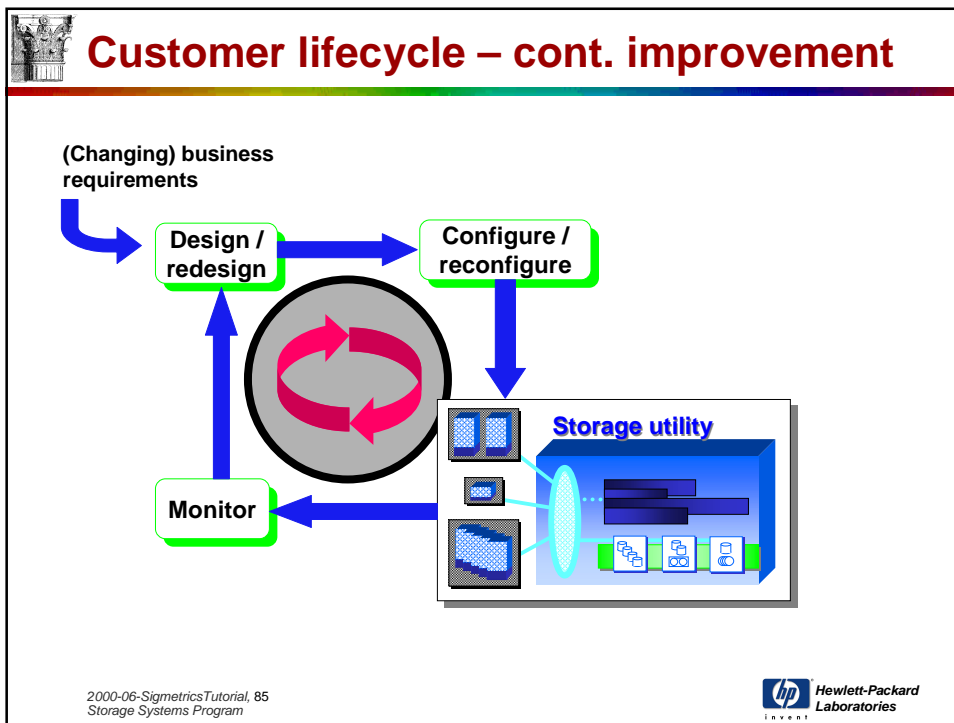 Customer lifecycle – cont. improvement
(Changing) business
requirements
Design /
redesign
Configure /
reconfigure
Storage utility
Monitor
2000-06-SigmetricsTutorial, 85
Storage Systems Program
hp
invent
Hewlett-Packard
Laboratories